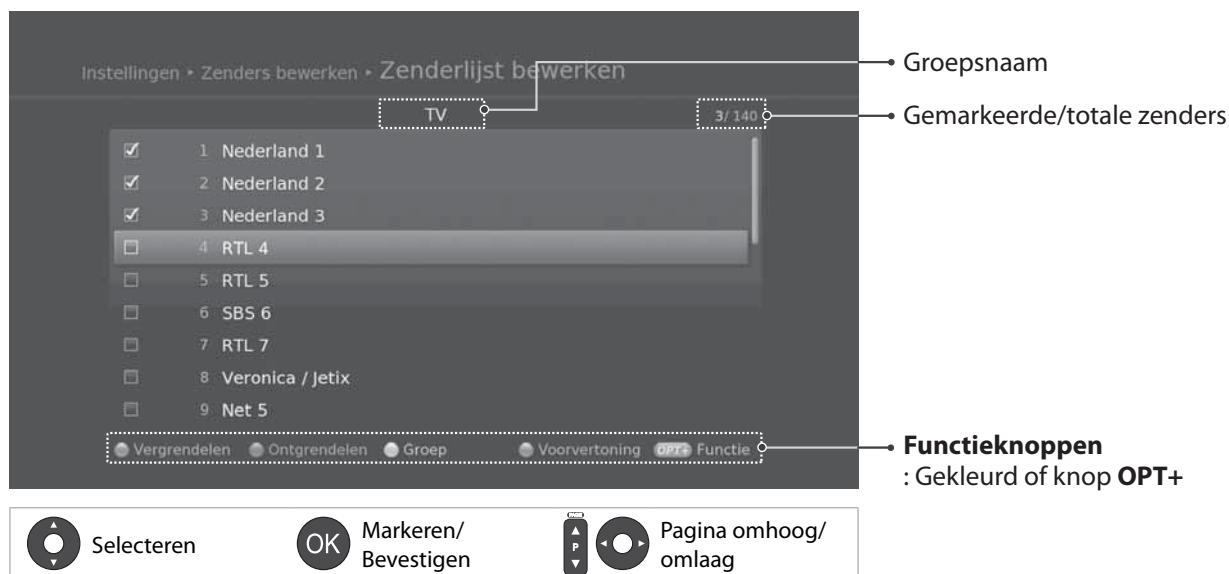 Instellingen ▸ Zenders bewerken ▸ Zenderlijst bewerken
Groepsnaam
TV
3/ 140
Gemarkeerde/totale zenders
1 Nederland 1
2 Nederland 2
3 Nederland 3
4 RTL 4
5 RTL 5
6 SBS 6
7 RTL 7
8 Veronica / Jetix
9 Net 5
Vergrendelen Ontgrendelen Groep Voorvertoning OPT+ Functie
Functieknoppen
: Gekleurd of knop OPT+
Selecteren
OK
Markeren/
Bevestigen
P
Pagina omhoog/
omlaag